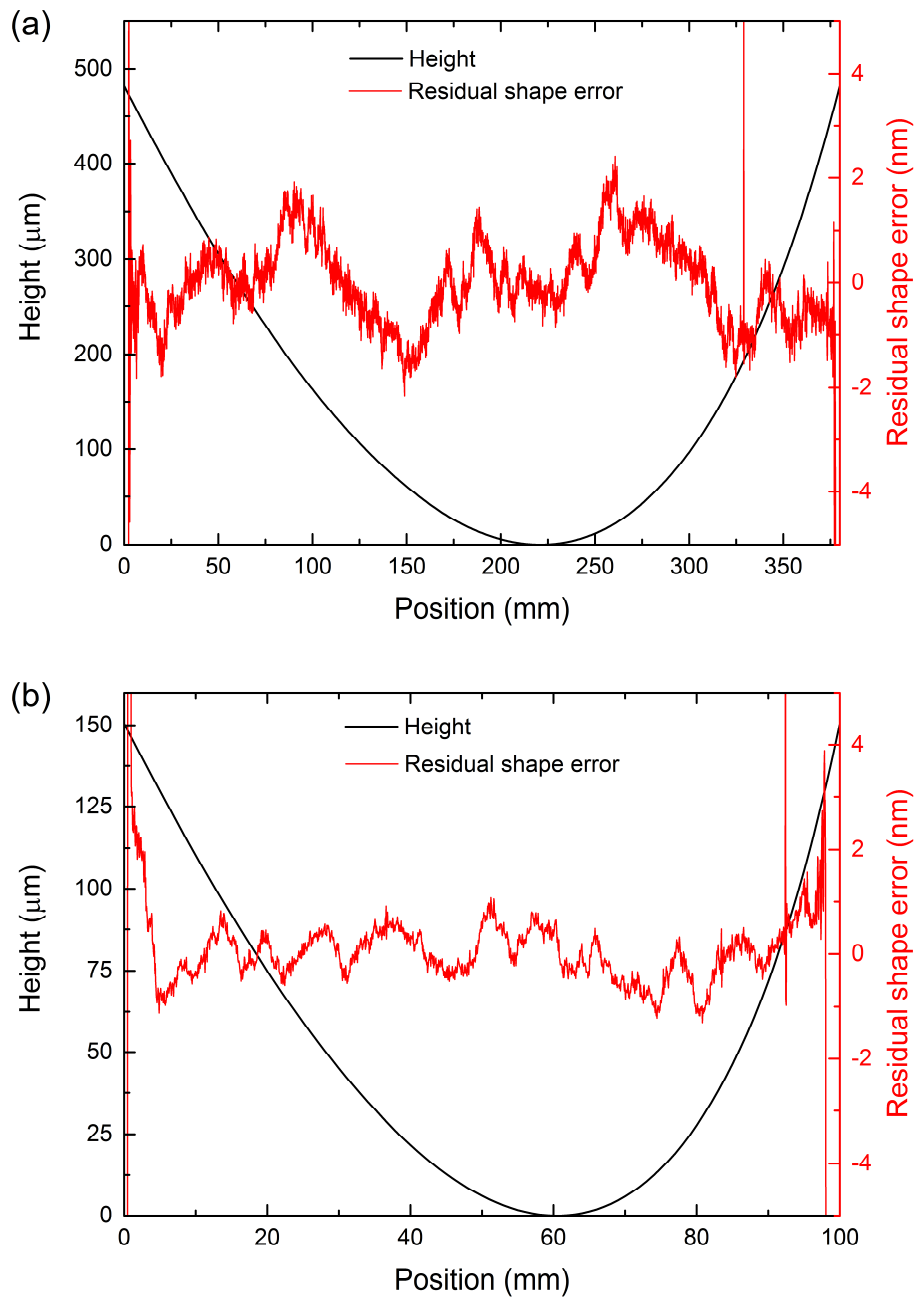 (a)
Height
Residual shape error
500
400
300
200
100
0
Height (μm)
4
2
0
-2
-4
Residual shape error (nm)
0 50 100 150 200 250 300 350
Position (mm)
(b)
Height
Residual shape error
150
125
100
75
50
25
0
Height (μm)
4
2
0
-2
-4
Residual shape error (nm)
0 20 40 60 80 100
Position (mm)